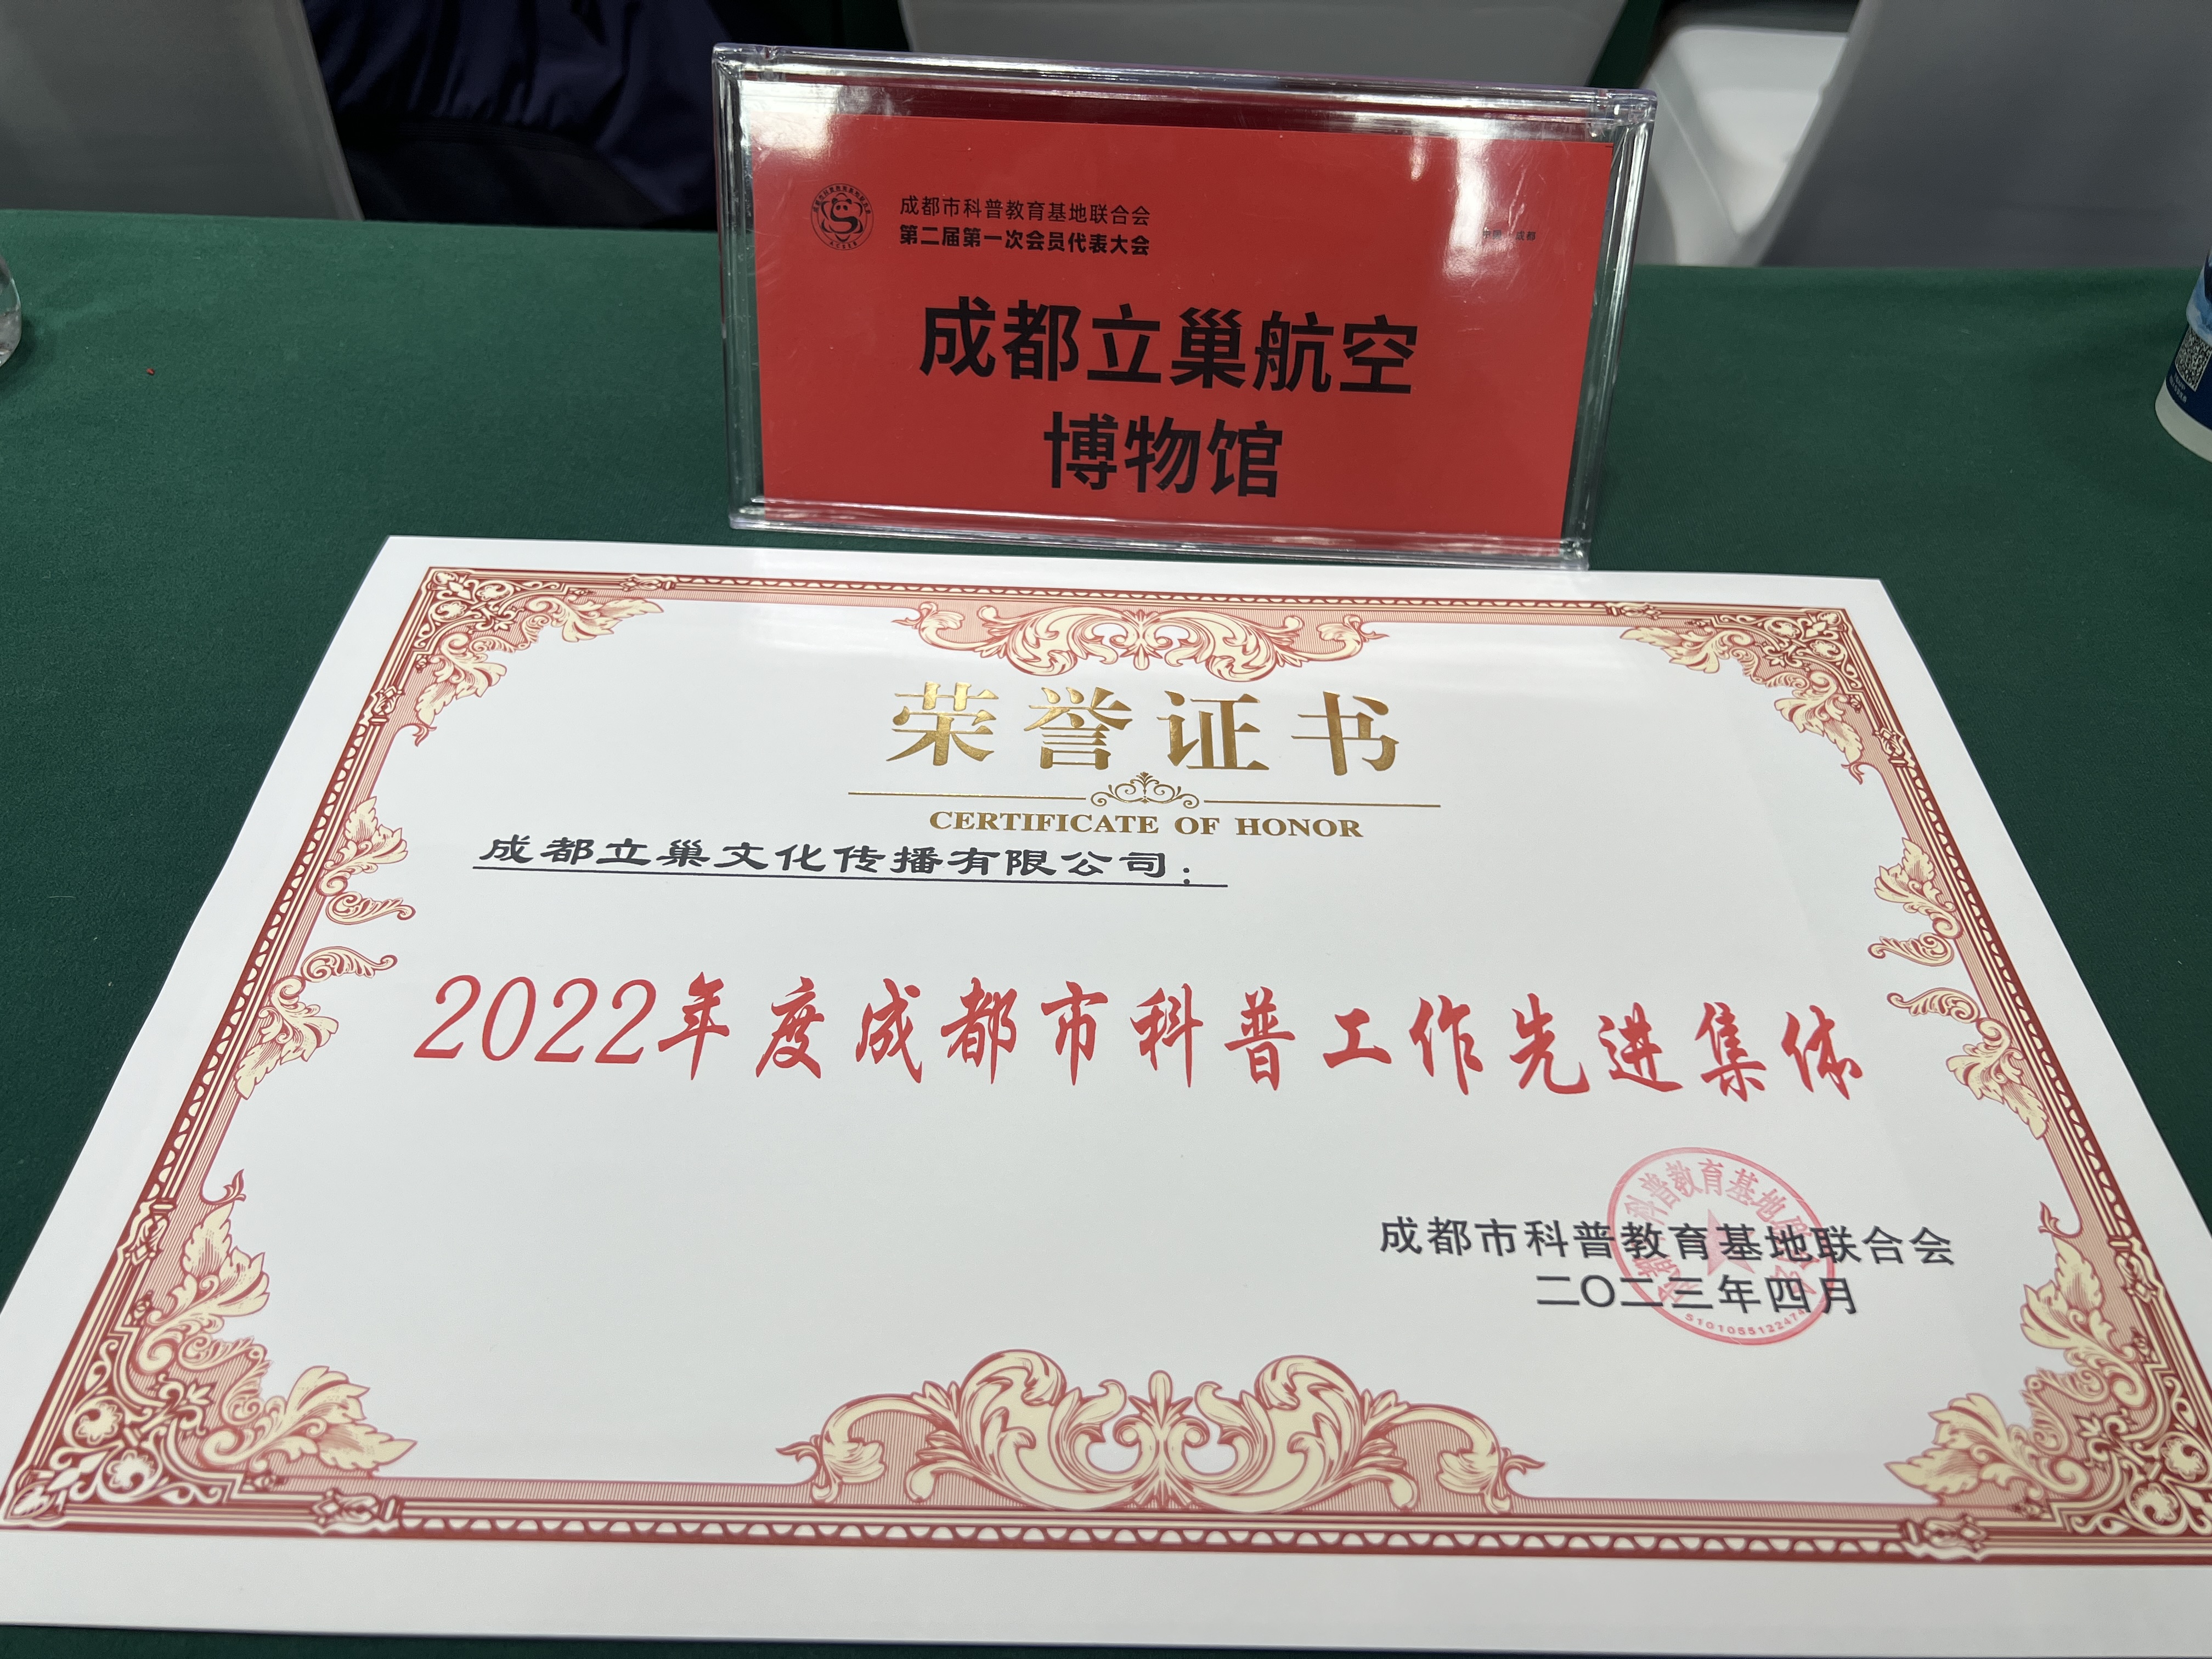 成都市科普教育基地联合会
第二届第一次会员代表大会
中国 成都
成都立巢航空
博物馆
荣誉证书
CERTIFICATE OF HONOR
成都立巢文化传播有限公司：
2022年度成都市科普工作先进集体
成都市科普教育基地联合会
二〇二三年四月